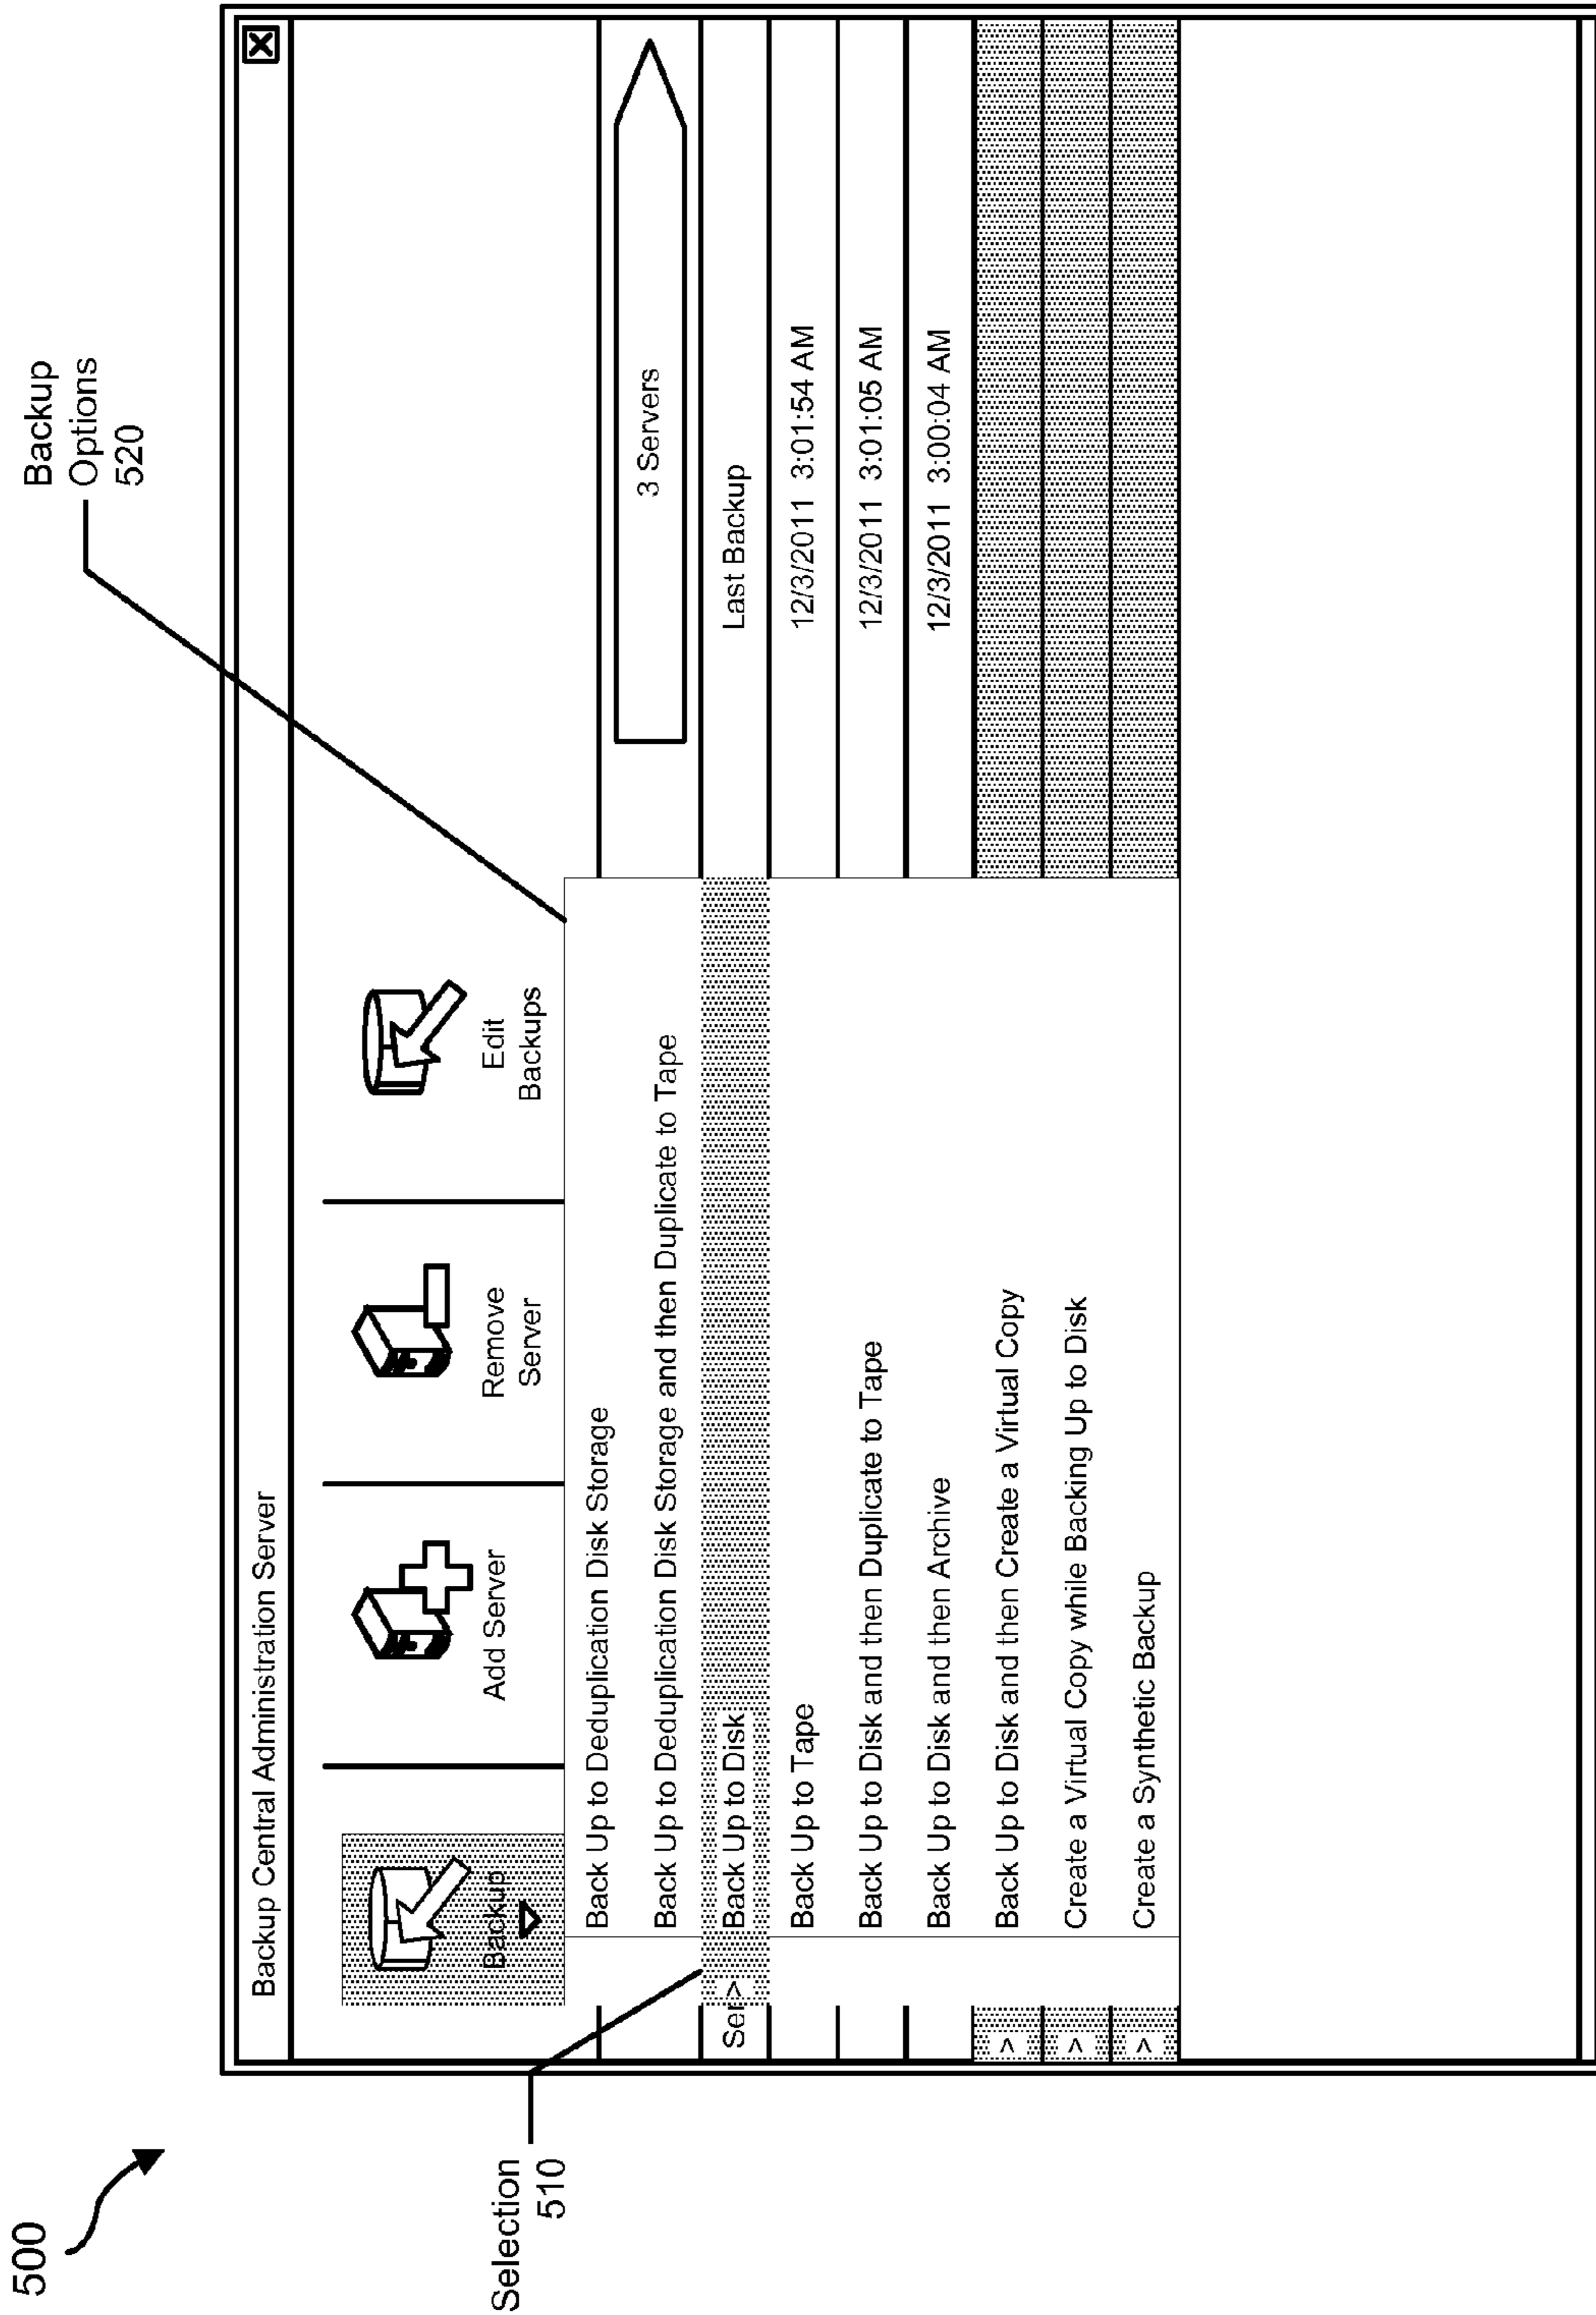 500
Backup
Options
520
Selection
510
Backup Central Administration Server
Backup
Add Server
Remove
Server
Edit
Backups
3 Servers
Back Up to Deduplication Disk Storage
Back Up to Deduplication Disk Storage and then Duplicate to Tape
Ser > Back Up to Disk
Last Backup
Back Up to Tape
12/3/2011 3:01:54 AM
Back Up to Disk and then Duplicate to Tape
12/3/2011 3:01:05 AM
Back Up to Disk and then Archive
12/3/2011 3:00:04 AM
> Back Up to Disk and then Create a Virtual Copy
> Create a Virtual Copy while Backing Up to Disk
> Create a Synthetic Backup